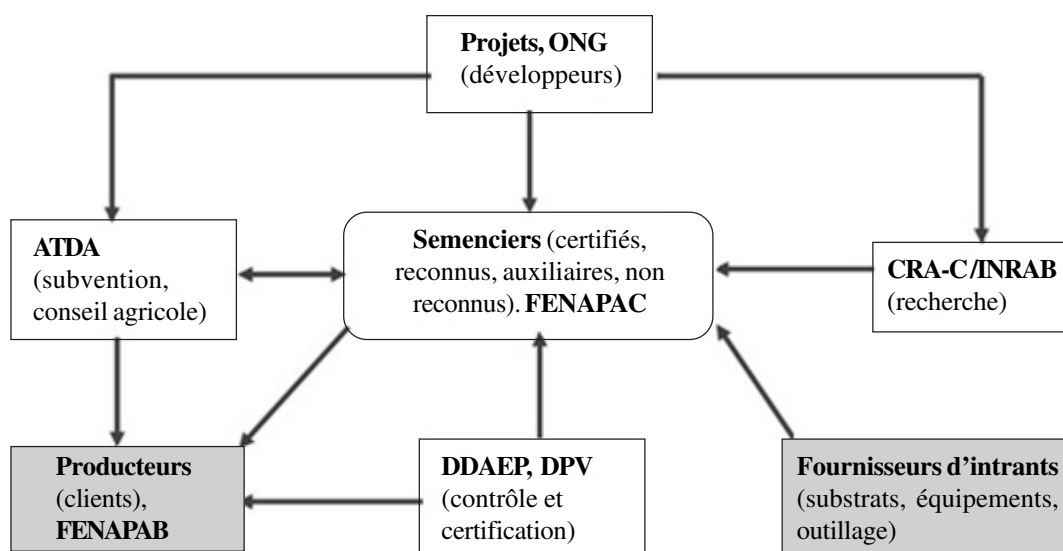 Projets, ONG
(développeurs)
ATDA
(subvention,
conseil agricole)
Semenciers (certifiés,
reconnus, auxiliaires, non
reconnus). FENAPAC
CRA-C/INRAB
(recherche)
Producteurs
(clients),
FENAPAB
DDAEP, DPV
(contrôle et
certification)
Fournisseurs d’intrants
(substrats, équipements,
outillage)